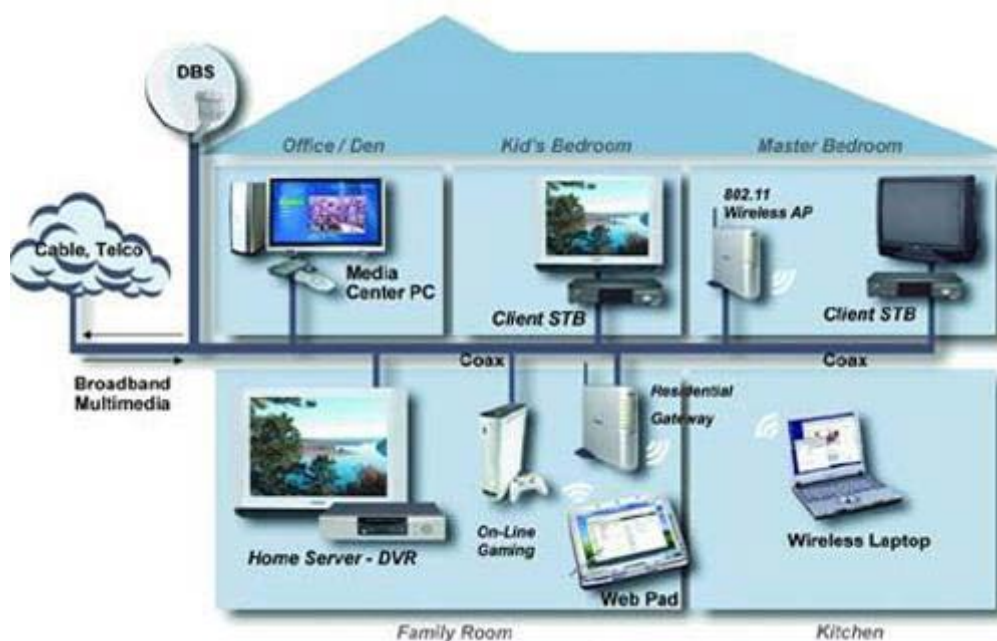 DBS
Office / Den
Kid's Bedroom
Master Bedroom
802.11
Wireless AP
Cable, Telco
Media
Center PC
Client STB
Client STB
Coax
Coax
Broadband
Multimedia
Residential
Gateway
On-Line
Gaming
Home Server - DVR
Wireless Laptop
Web Pad
Family Room
Kitchen